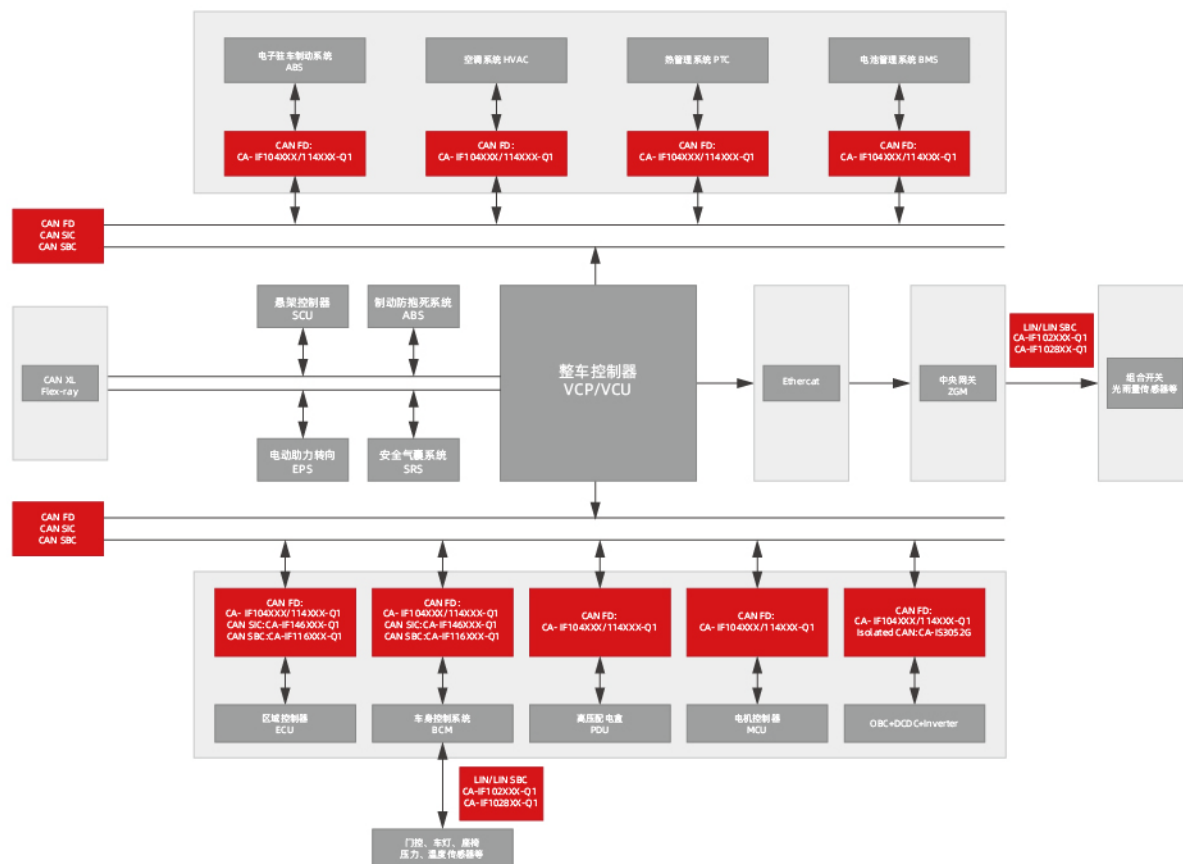 电子驻车制动系统
ABS
空调系统 HVAC
热管理系统 PTC
电池管理系统 BMS
CAN FD:
CA- IF104XXX/114XXX-Q1
CAN FD:
CA- IF104XXX/114XXX-Q1
CAN FD:
CA- IF104XXX/114XXX-Q1
CAN FD:
CA- IF104XXX/114XXX-Q1
CAN FD
CAN SIC
CAN SBC
悬架控制器
SCU
制动防抱死系统
ABS
CAN XL
Flex-ray
整车控制器
VCP/VCU
Ethercat
中央网关
ZGM
LIN/LIN SBC
CA-IF102XXX-Q1
CA-IF1028XX-Q1
组合开关
光雨量传感器等
电动助力转向
EPS
安全气囊系统
SRS
CAN FD
CAN SIC
CAN SBC
CAN FD:
CA- IF104XXX/114XXX-Q1
CAN SIC:CA-IF146XXX-Q1
CAN SBC:CA-IF116XXX-Q1
CAN FD:
CA- IF104XXX/114XXX-Q1
CAN SIC:CA-IF146XXX-Q1
CAN SBC:CA-IF116XXX-Q1
CAN FD:
CA-IF104XXX/114XXX-Q1
CAN FD:
CA-IF104XXX/114XXX-Q1
CAN FD:
CA- IF104XXX/114XXX-Q1
Isolated CAN:CA-IS3052G
区域控制器
ECU
车身控制系统
BCM
高压配电盒
PDU
电机控制器
MCU
OBC+DCDC+Inverter
LIN/LIN SBC
CA-IF102XXX-Q1
CA-IF1028XX-Q1
门控、车灯、座椅
压力、温度传感器等